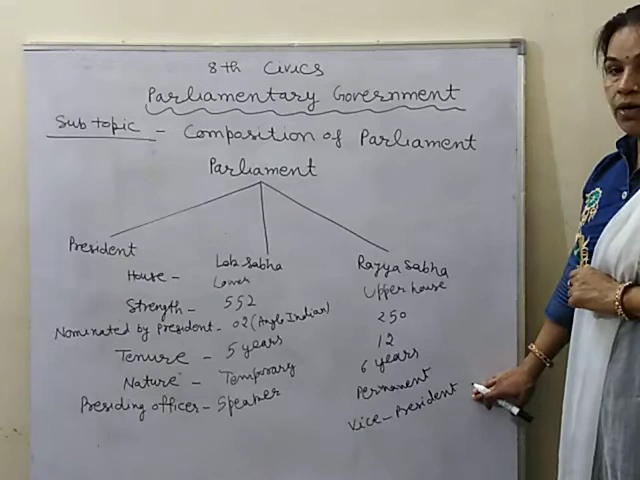 8th Civics
Parliamentary Government
Sub topic - Composition of Parliament
Parliament
President
House - Lok Sabha Rajya Sabha
Lower Upper house
Strength - 552 250
Nominated by president - 02 (Anglo Indian) 12
Tenure - 5 years 6 years
Nature - Temporary Permanent
Presiding officer - Speaker Vice-President